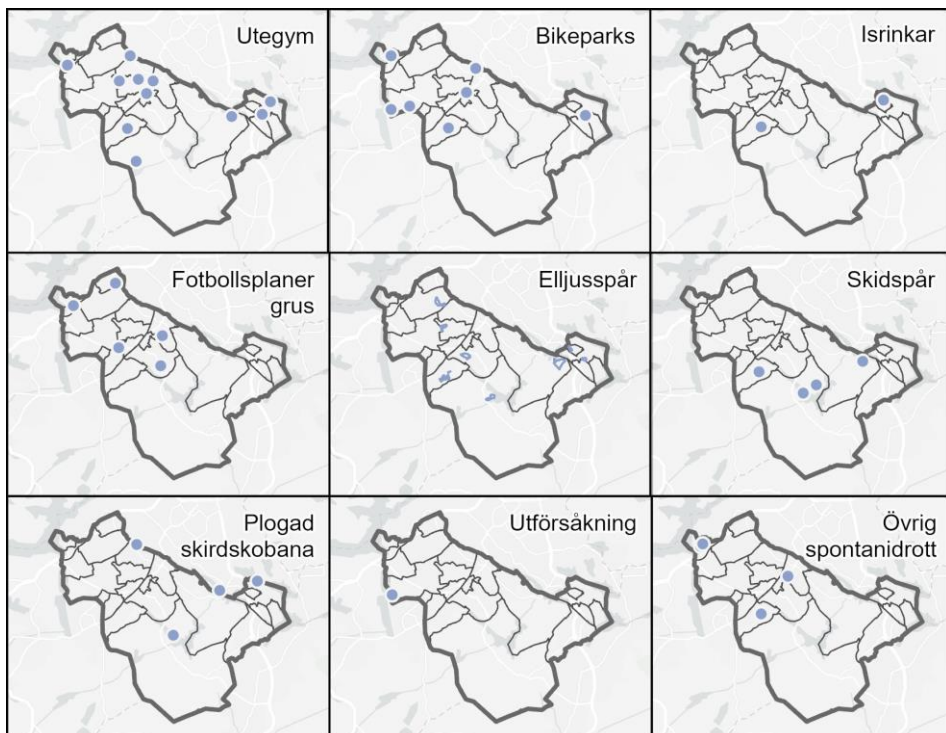 Utegym
Bikeparks
Isrinkar
Fotbollsplaner
grus
Elljusspår
Skidspår
Plogad
skirdskobana
Utförsåkning
Övrig
spontanidrott